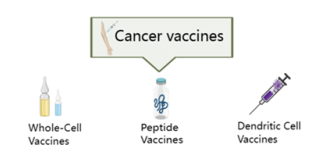 Cancer vaccines
Whole-Cell
Vaccines
Peptide
Vaccines
Dendritic Cell
Vaccines